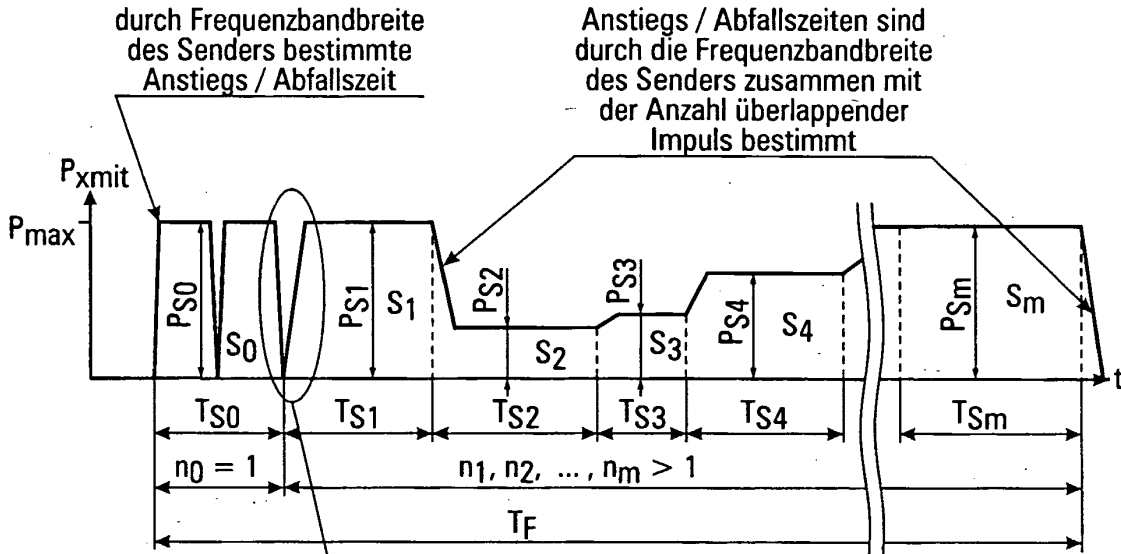 durch Frequenzbandbreite
des Senders bestimmte
Anstiegs / Abfallszeit
Anstiegs / Abfallszeiten sind
durch die Frequenzbandbreite
des Senders zusammen mit
der Anzahl überlappender
Impuls bestimmt
Pxmit
Pmax
PS0
S0
PS1
S1
PS2
S2
PS3
S3
PS4
S4
PSm
Sm
t
TS0
TS1
TS2
TS3
TS4
TSm
n0 = 1
n1, n2, ..., nm > 1
TF